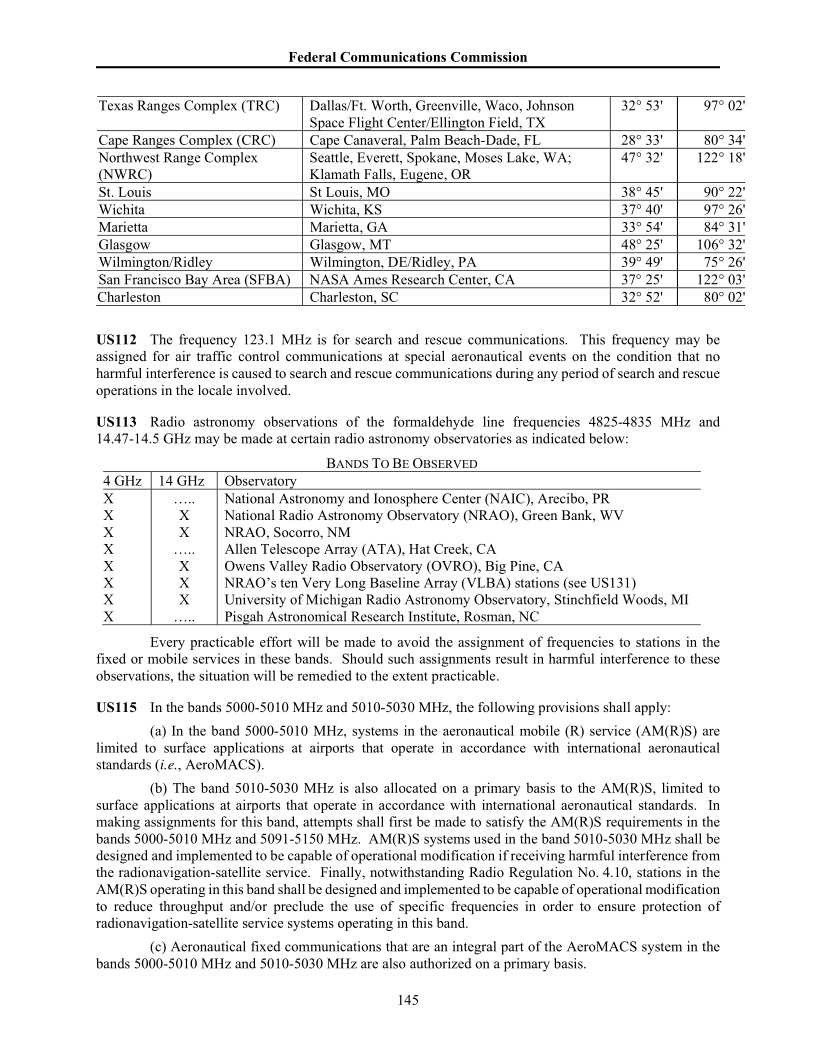 Federal Communications Commission
Texas Ranges Complex (TRC) Dallas/Ft. Worth, Greenville, Waco, Johnson 32° 53' 97° 02'
Space Flight Center/Ellington Field, TX
Cape Ranges Complex (CRC) Cape Canaveral, Palm Beach-Dade, FL 28° 33' 80° 34'
Northwest Range Complex Seattle, Everett, Spokane, Moses Lake, WA; 47° 32' 122° 18'
(NWRC) Klamath Falls, Eugene, OR
St. Louis St Louis, MO 38° 45' 90° 22'
Wichita Wichita, KS 37° 40' 97° 26'
Marietta Marietta, GA 33° 54' 84° 31'
Glasgow Glasgow, MT 48° 25' 106° 32'
Wilmington/Ridley Wilmington, DE/Ridley, PA 39° 49' 75° 26'
San Francisco Bay Area (SFBA) NASA Ames Research Center, CA 37° 25' 122° 03'
Charleston Charleston, SC 32° 52' 80° 02'
US112 The frequency 123.1 MHz is for search and rescue communications. This frequency may be
assigned for air traffic control communications at special aeronautical events on the condition that no
harmful interference is caused to search and rescue communications during any period of search and rescue
operations in the locale involved.
US113 Radio astronomy observations of the formaldehyde line frequencies 4825-4835 MHz and
14.47-14.5 GHz may be made at certain radio astronomy observatories as indicated below:
BANDS TO BE OBSERVED
4 GHz 14 GHz Observatory
X ….. National Astronomy and Ionosphere Center (NAIC), Arecibo, PR
X X National Radio Astronomy Observatory (NRAO), Green Bank, WV
X X NRAO, Socorro, NM
X ….. Allen Telescope Array (ATA), Hat Creek, CA
X X Owens Valley Radio Observatory (OVRO), Big Pine, CA
X X NRAO’s ten Very Long Baseline Array (VLBA) stations (see US131)
X X University of Michigan Radio Astronomy Observatory, Stinchfield Woods, MI
X ….. Pisgah Astronomical Research Institute, Rosman, NC
Every practicable effort will be made to avoid the assignment of frequencies to stations in the
fixed or mobile services in these bands. Should such assignments result in harmful interference to these
observations, the situation will be remedied to the extent practicable.
US115 In the bands 5000-5010 MHz and 5010-5030 MHz, the following provisions shall apply:
(a) In the band 5000-5010 MHz, systems in the aeronautical mobile (R) service (AM(R)S) are
limited to surface applications at airports that operate in accordance with international aeronautical
standards (i.e., AeroMACS).
(b) The band 5010-5030 MHz is also allocated on a primary basis to the AM(R)S, limited to
surface applications at airports that operate in accordance with international aeronautical standards. In
making assignments for this band, attempts shall first be made to satisfy the AM(R)S requirements in the
bands 5000-5010 MHz and 5091-5150 MHz. AM(R)S systems used in the band 5010-5030 MHz shall be
designed and implemented to be capable of operational modification if receiving harmful interference from
the radionavigation-satellite service. Finally, notwithstanding Radio Regulation No. 4.10, stations in the
AM(R)S operating in this band shall be designed and implemented to be capable of operational modification
to reduce throughput and/or preclude the use of specific frequencies in order to ensure protection of
radionavigation-satellite service systems operating in this band.
(c) Aeronautical fixed communications that are an integral part of the AeroMACS system in the
bands 5000-5010 MHz and 5010-5030 MHz are also authorized on a primary basis.
145